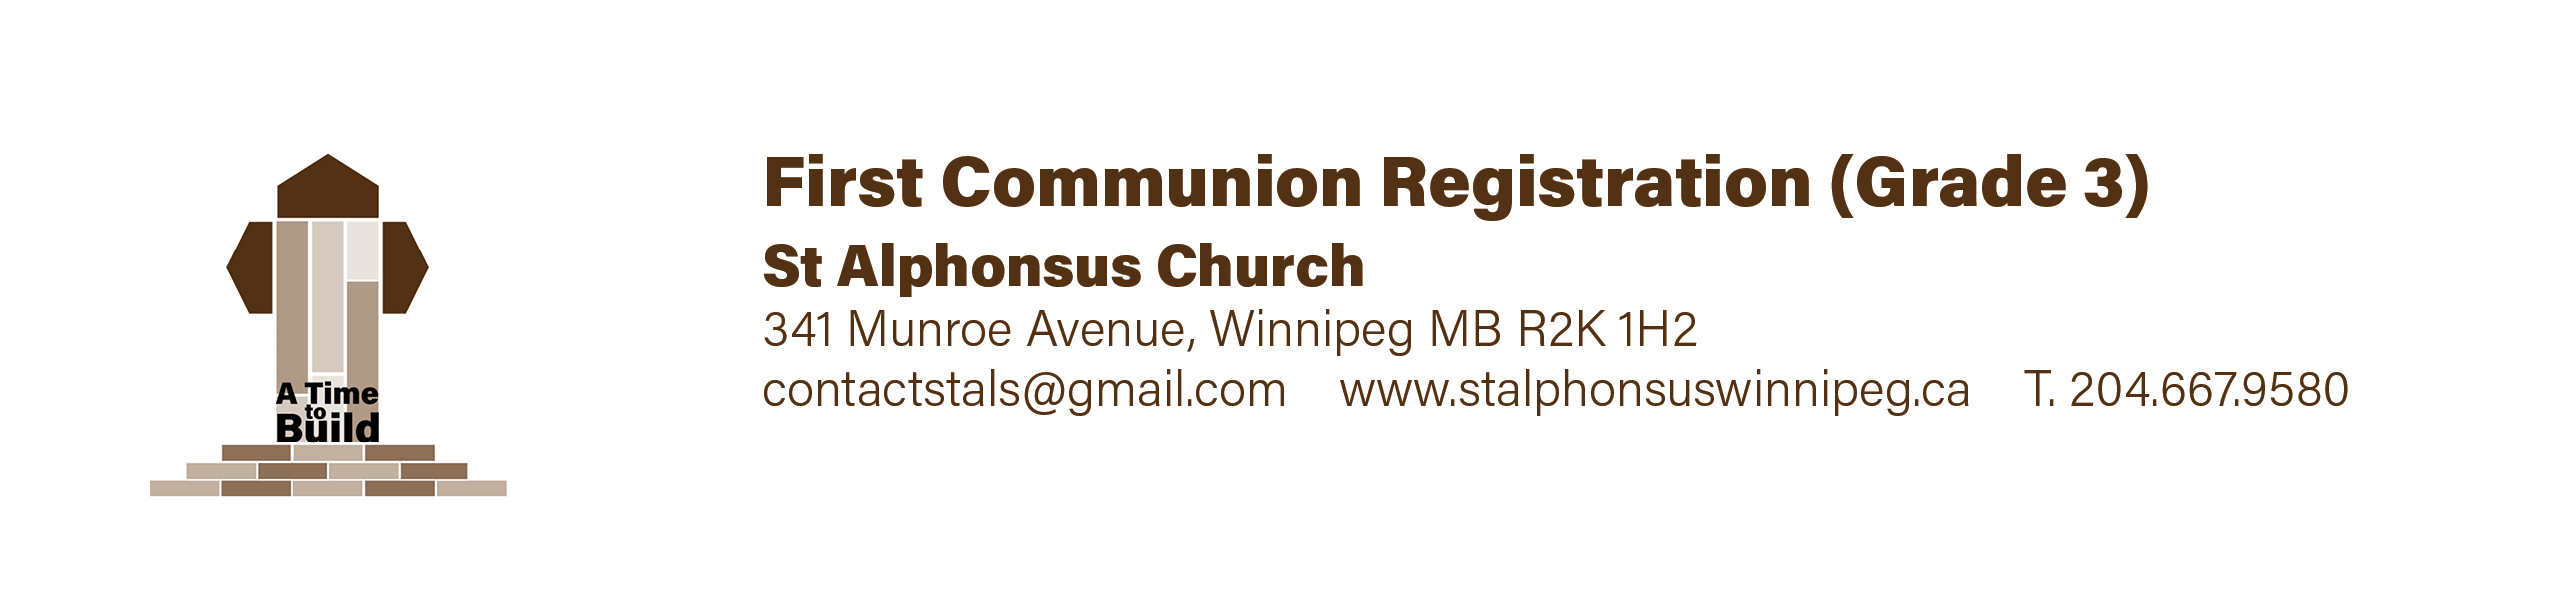 A Time
to
Build
First Communion Registration (Grade 3)
St Alphonsus Church
341 Munroe Avenue, Winnipeg MB R2K 1H2
contactstals@gmail.com www.stalphonsuswinnipeg.ca T. 204.667.9580